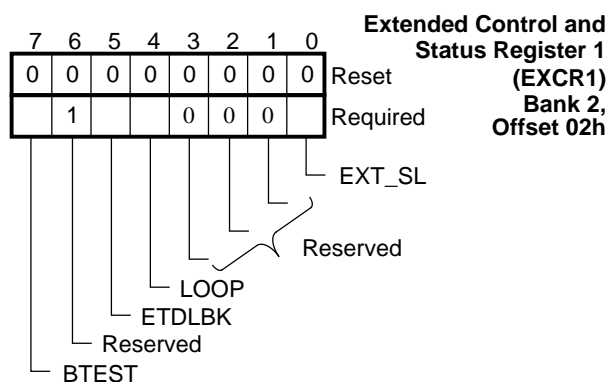 Extended Control and
Status Register 1
(EXCR1)
Bank 2,
Offset 02h
7 6 5 4 3 2 1 0
0 0 0 0 0 0 0 0 Reset
1 0 0 0 Required
EXT_SL
Reserved
LOOP
ETDLBK
Reserved
BTEST